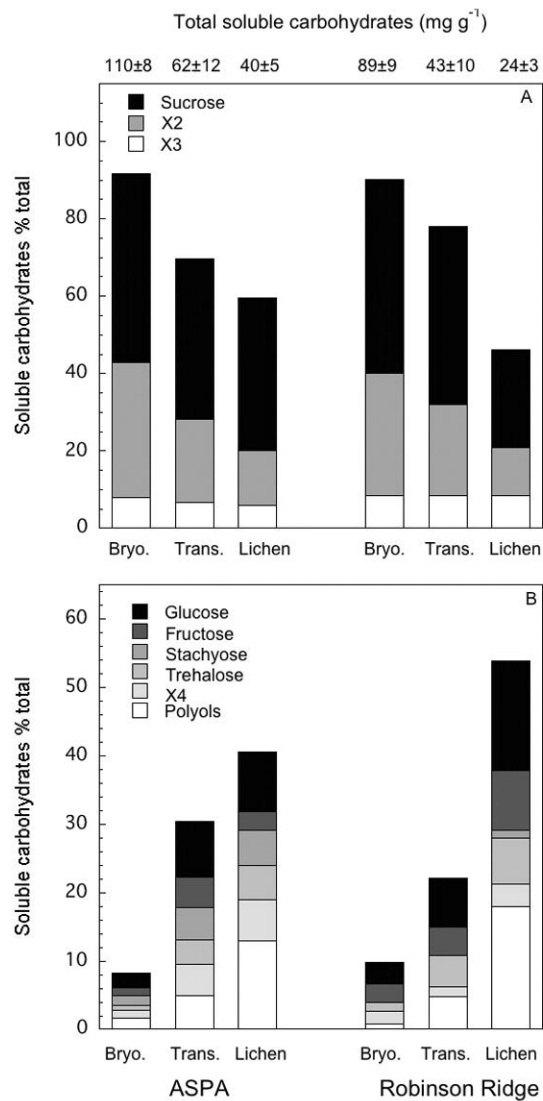 Total soluble carbohydrates (mg g⁻¹)
110±8 62±12 40±5 89±9 43±10 24±3
A
Sucrose
X2
X3
Soluble carbohydrates % total
100
80
60
40
20
0
Bryo. Trans. Lichen Bryo. Trans. Lichen
B
Glucose
Fructose
Stachyose
Trehalose
X4
Polyols
Soluble carbohydrates % total
60
50
40
30
20
10
0
Bryo. Trans. Lichen Bryo. Trans. Lichen
ASPA Robinson Ridge